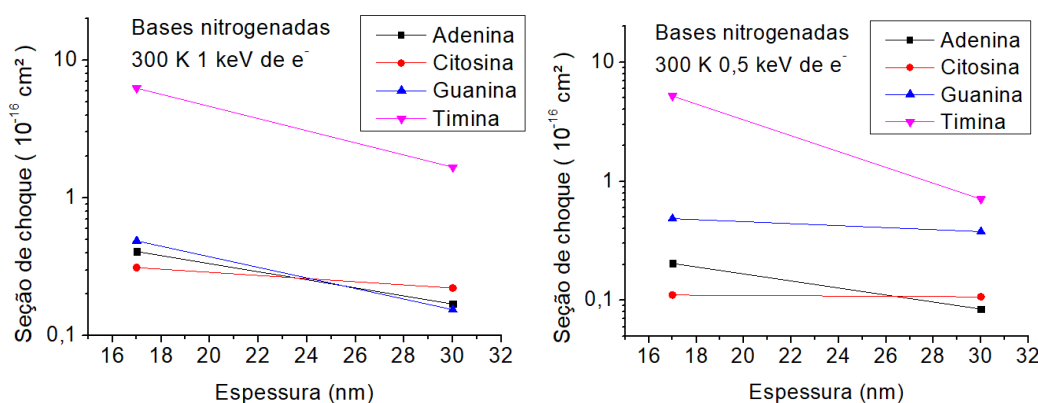 Bases nitrogenadas
300 K 1 keV de e⁻
Adenina
Citosina
Guanina
Timina
Seção de choque ( 10⁻¹⁶ cm² )
10
1
0,1
16 18 20 22 24 26 28 30 32
Espessura (nm)
Bases nitrogenadas
300 K 0,5 keV de e⁻
Adenina
Citosina
Guanina
Timina
Seção de choque ( 10⁻¹⁶ cm² )
10
1
0,1
16 18 20 22 24 26 28 30 32
Espessura (nm)